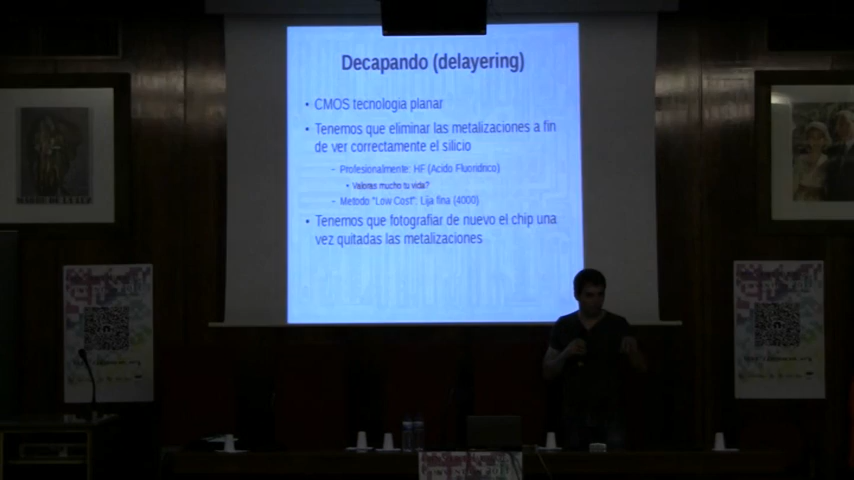 Decapando (delayering)
• CMOS tecnologia planar
• Tenemos que eliminar las metalizaciones a fin
de ver correctamente el silicio
- Profesionalmente: HF (Acido Fluoridrico)
• Valoras mucho tu vida?
- Metodo "Low Cost": Lija fina (4000)
• Tenemos que fotografiar de nuevo el chip una
vez quitadas las metalizaciones